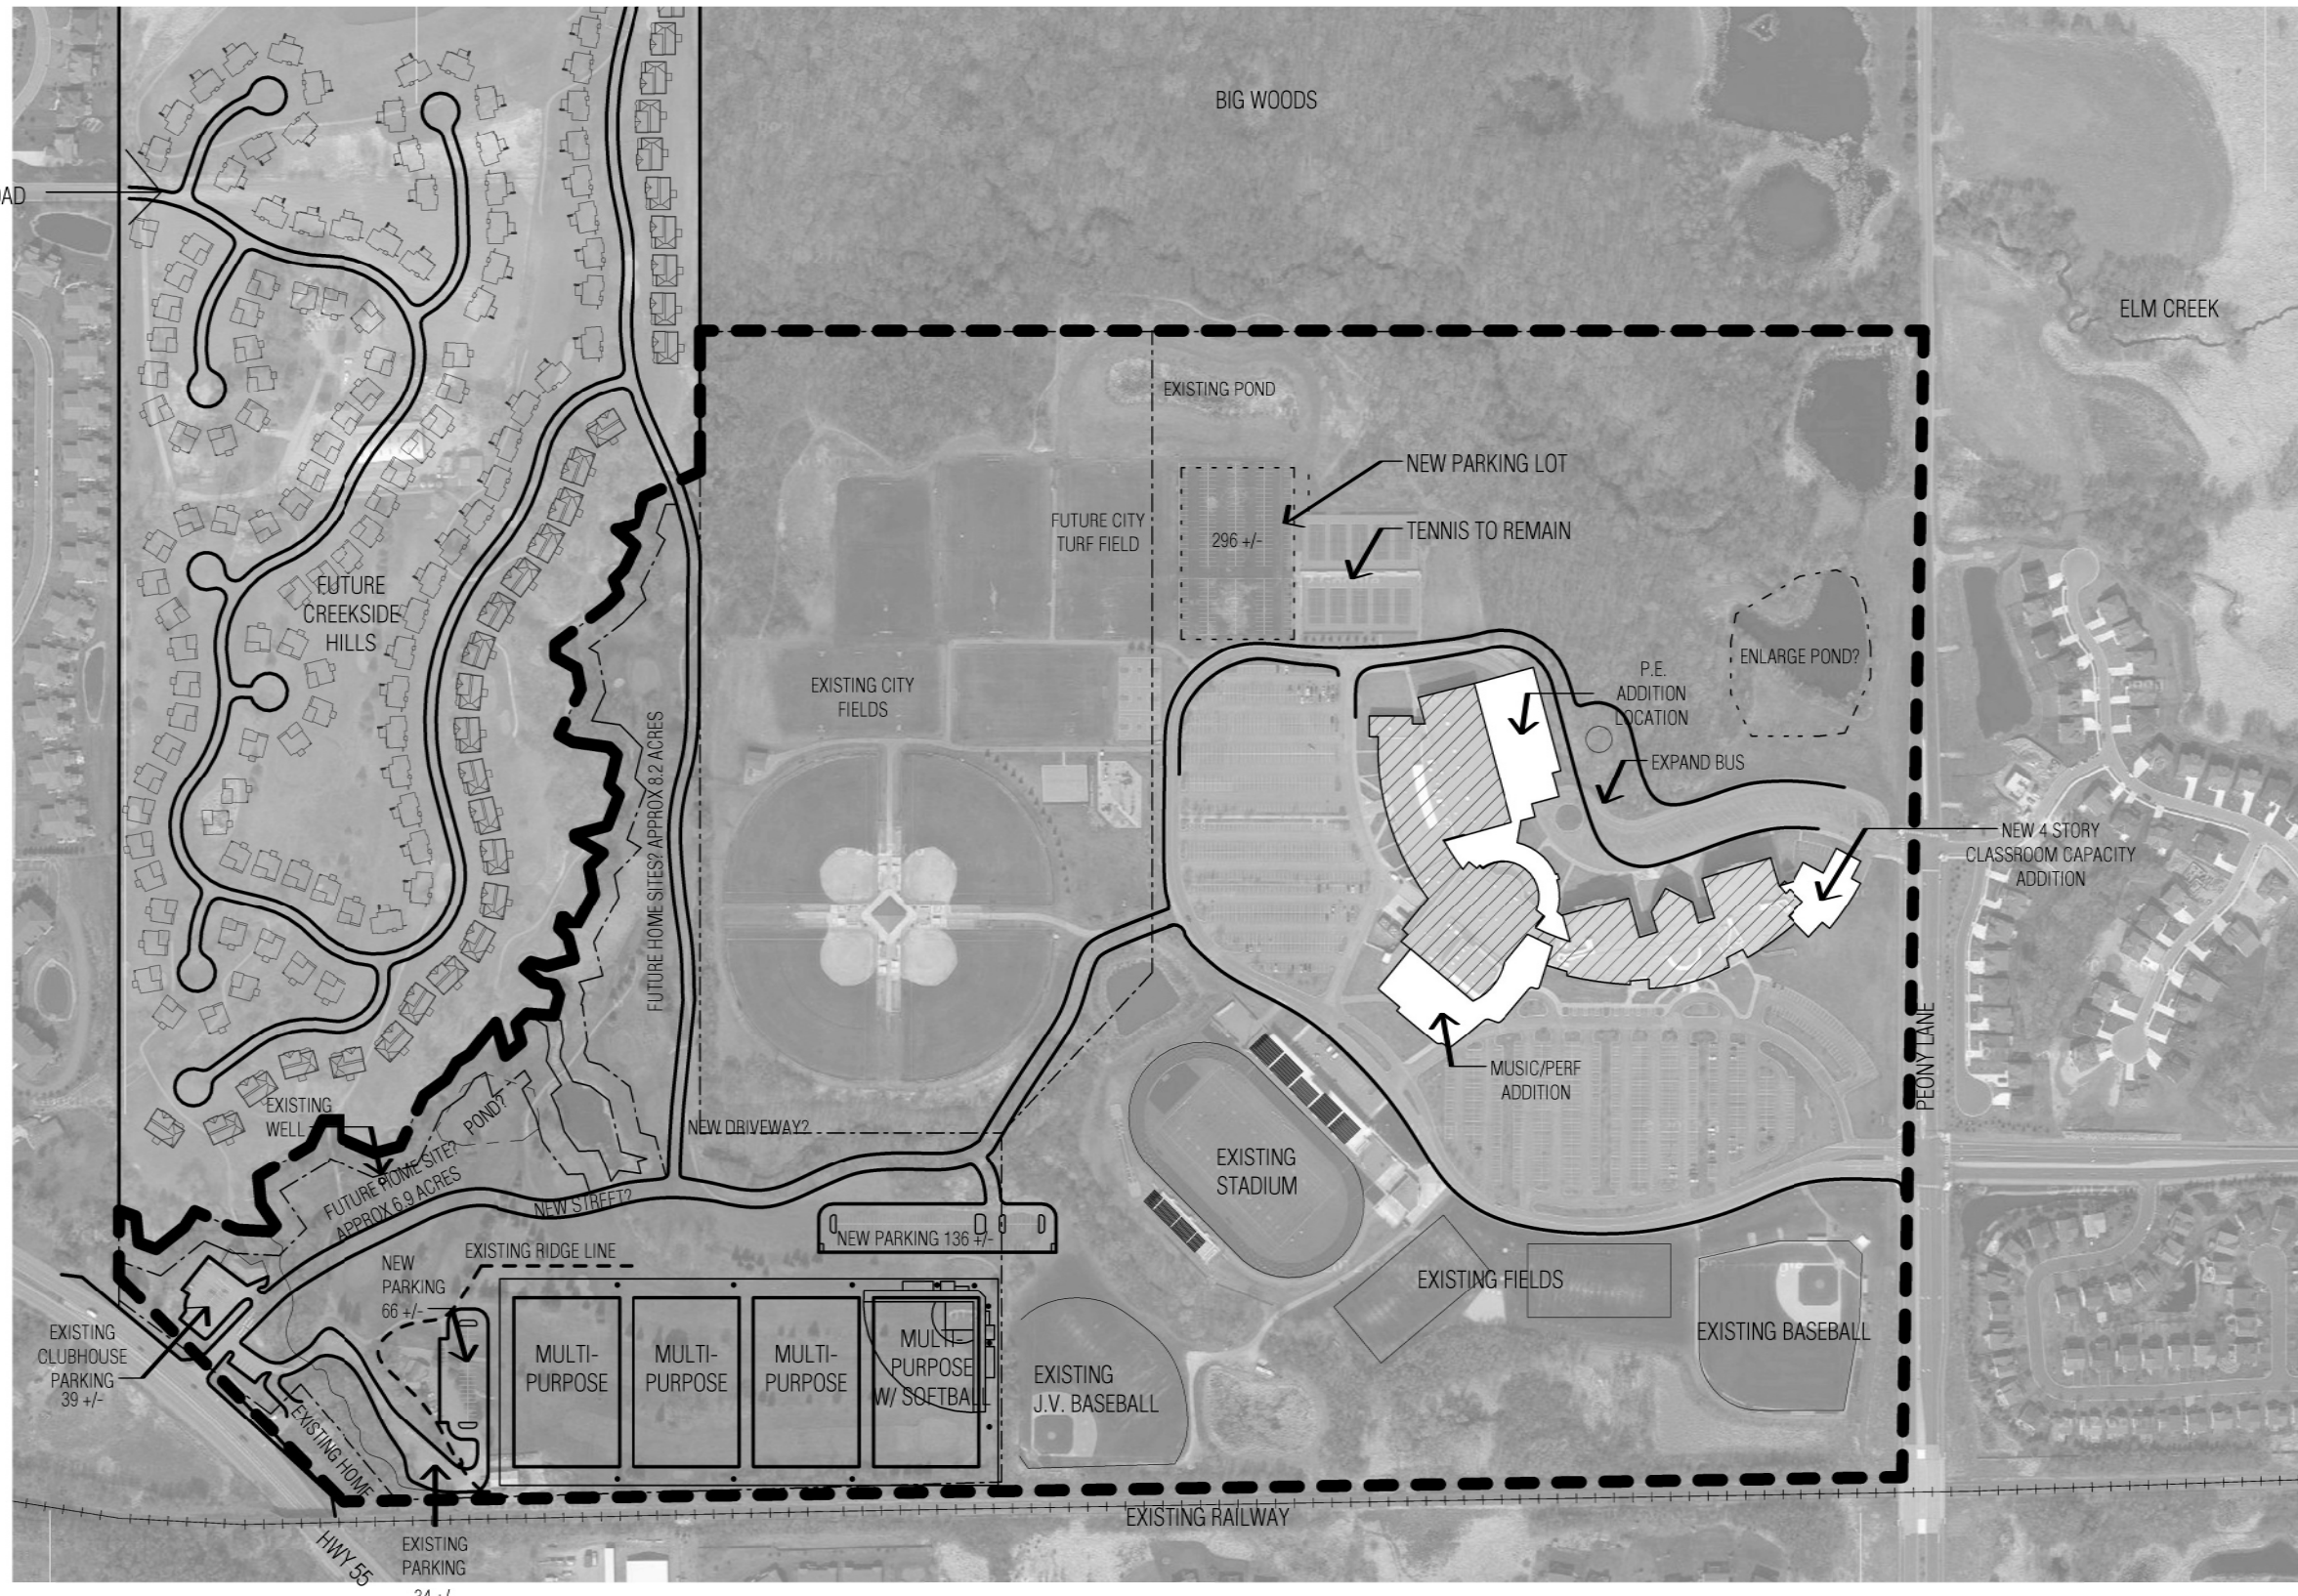 BIG WOODS
OAD
ELM CREEK
EXISTING POND
NEW PARKING LOT
FUTURE CITY
TURF FIELD
296 +/-
TENNIS TO REMAIN
FUTURE
CREEKSIDE
HILLS
EXISTING CITY
FIELDS
P.E.
ADDITION
LOCATION
ENLARGE POND?
EXPAND BUS
FUTURE HOME SITES? APPROX 8.2 ACRES
NEW 4 STORY
CLASSROOM CAPACITY
ADDITION
PEONY LANE
MUSIC/PERF
ADDITION
EXISTING
WELL
POND?
NEW DRIVEWAY?
FUTURE HOME SITE?
APPROX 6.9 ACRES
NEW STREET?
EXISTING
STADIUM
NEW PARKING 136 +/-
EXISTING RIDGE LINE
NEW
PARKING
66 +/-
EXISTING FIELDS
EXISTING BASEBALL
EXISTING
CLUBHOUSE
PARKING
39 +/-
MULTI-
PURPOSE
MULTI-
PURPOSE
MULTI-
PURPOSE
MULTI-
PURPOSE
W/ SOFTBALL
EXISTING
J.V. BASEBALL
EXISTING HOME
EXISTING RAILWAY
HWY 55
EXISTING
PARKING